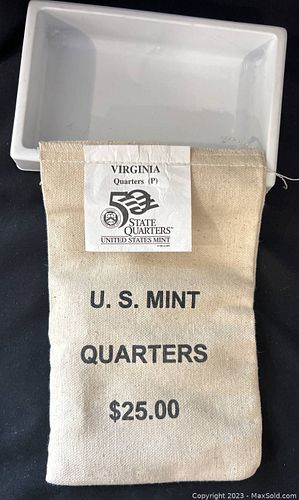 VIRGINIA
Quarters (P)
50
STATE
QUARTERS
UNITED STATES MINT
U. S. MINT
QUARTERS
$25.00
Copyright © 2023 - MaxSold.com